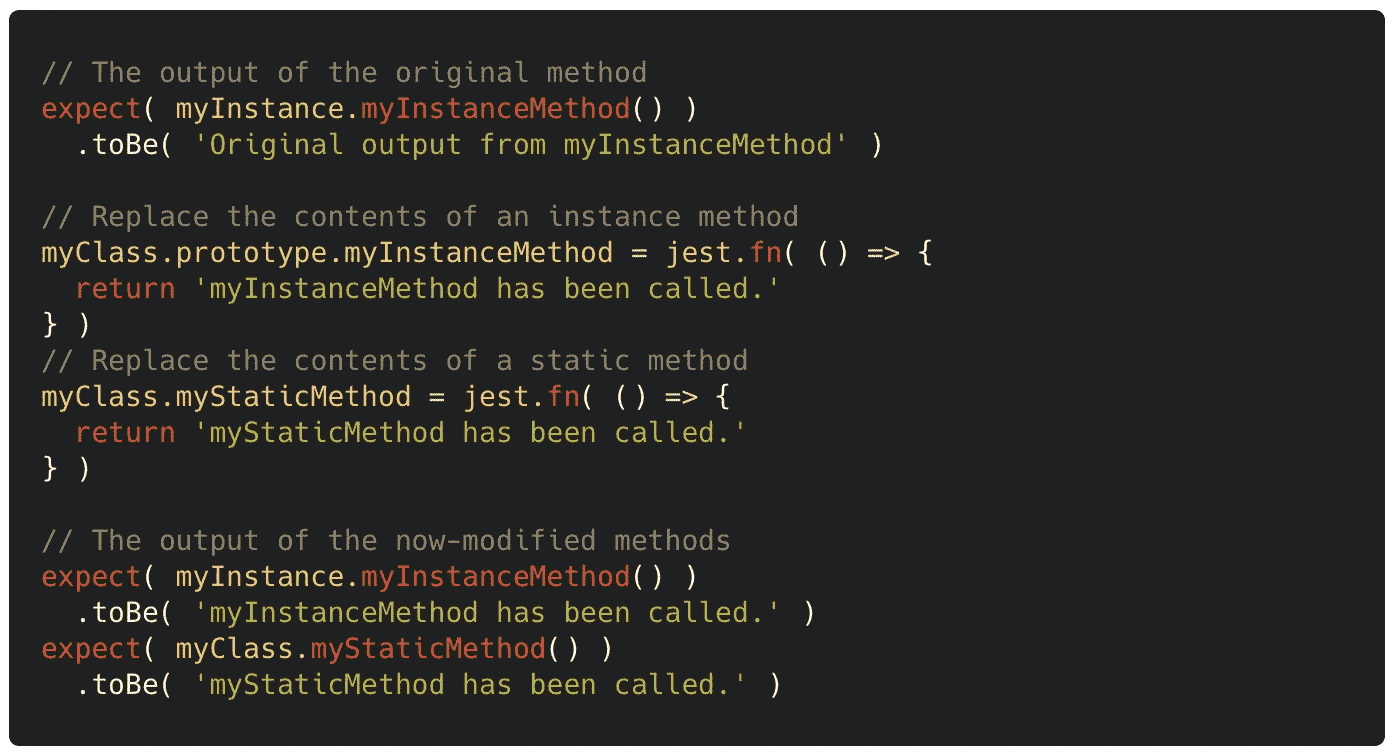 // The output of the original method
expect( myInstance.myInstanceMethod() )
  .toBe( 'Original output from myInstanceMethod' )

// Replace the contents of an instance method
myClass.prototype.myInstanceMethod = jest.fn( () => {
  return 'myInstanceMethod has been called.'
} )
// Replace the contents of a static method
myClass.myStaticMethod = jest.fn( () => {
  return 'myStaticMethod has been called.'
} )

// The output of the now-modified methods
expect( myInstance.myInstanceMethod() )
  .toBe( 'myInstanceMethod has been called.' )
expect( myClass.myStaticMethod() )
  .toBe( 'myStaticMethod has been called.' )